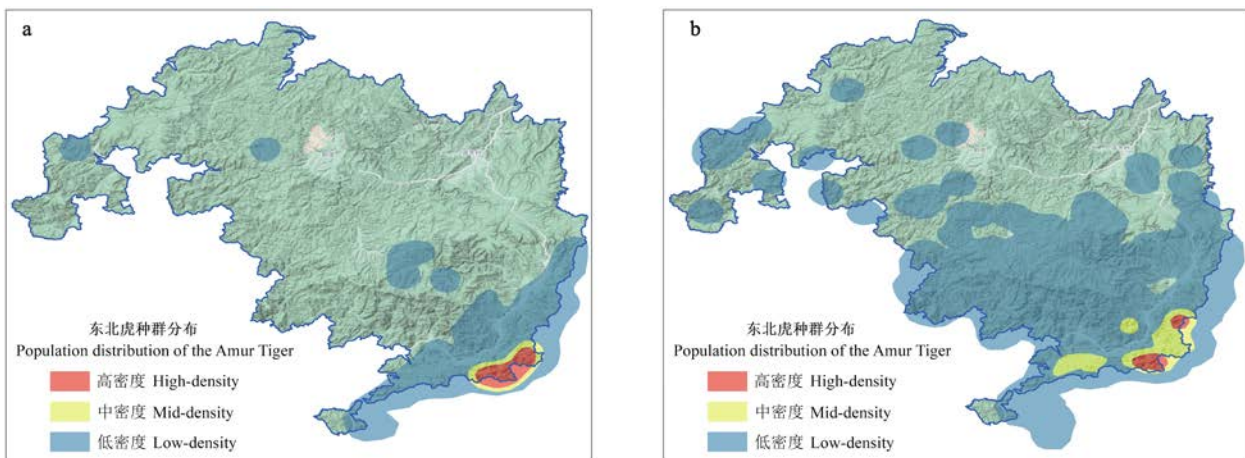 a
东北虎种群分布
Population distribution of the Amur Tiger
高密度 High-density
中密度 Mid-density
低密度 Low-density
b
东北虎种群分布
Population distribution of the Amur Tiger
高密度 High-density
中密度 Mid-density
低密度 Low-density